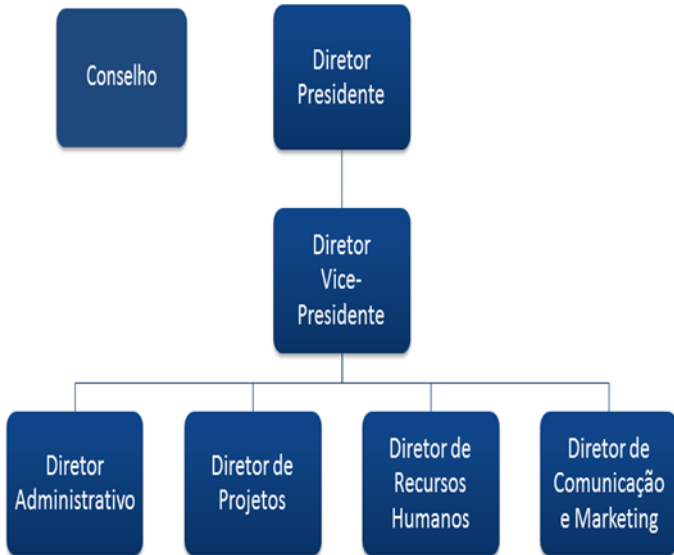 Conselho
Diretor
Presidente
Diretor
Vice-
Presidente
Diretor
Administrativo
Diretor de
Projetos
Diretor de
Recursos
Humanos
Diretor de
Comunicação
e Marketing